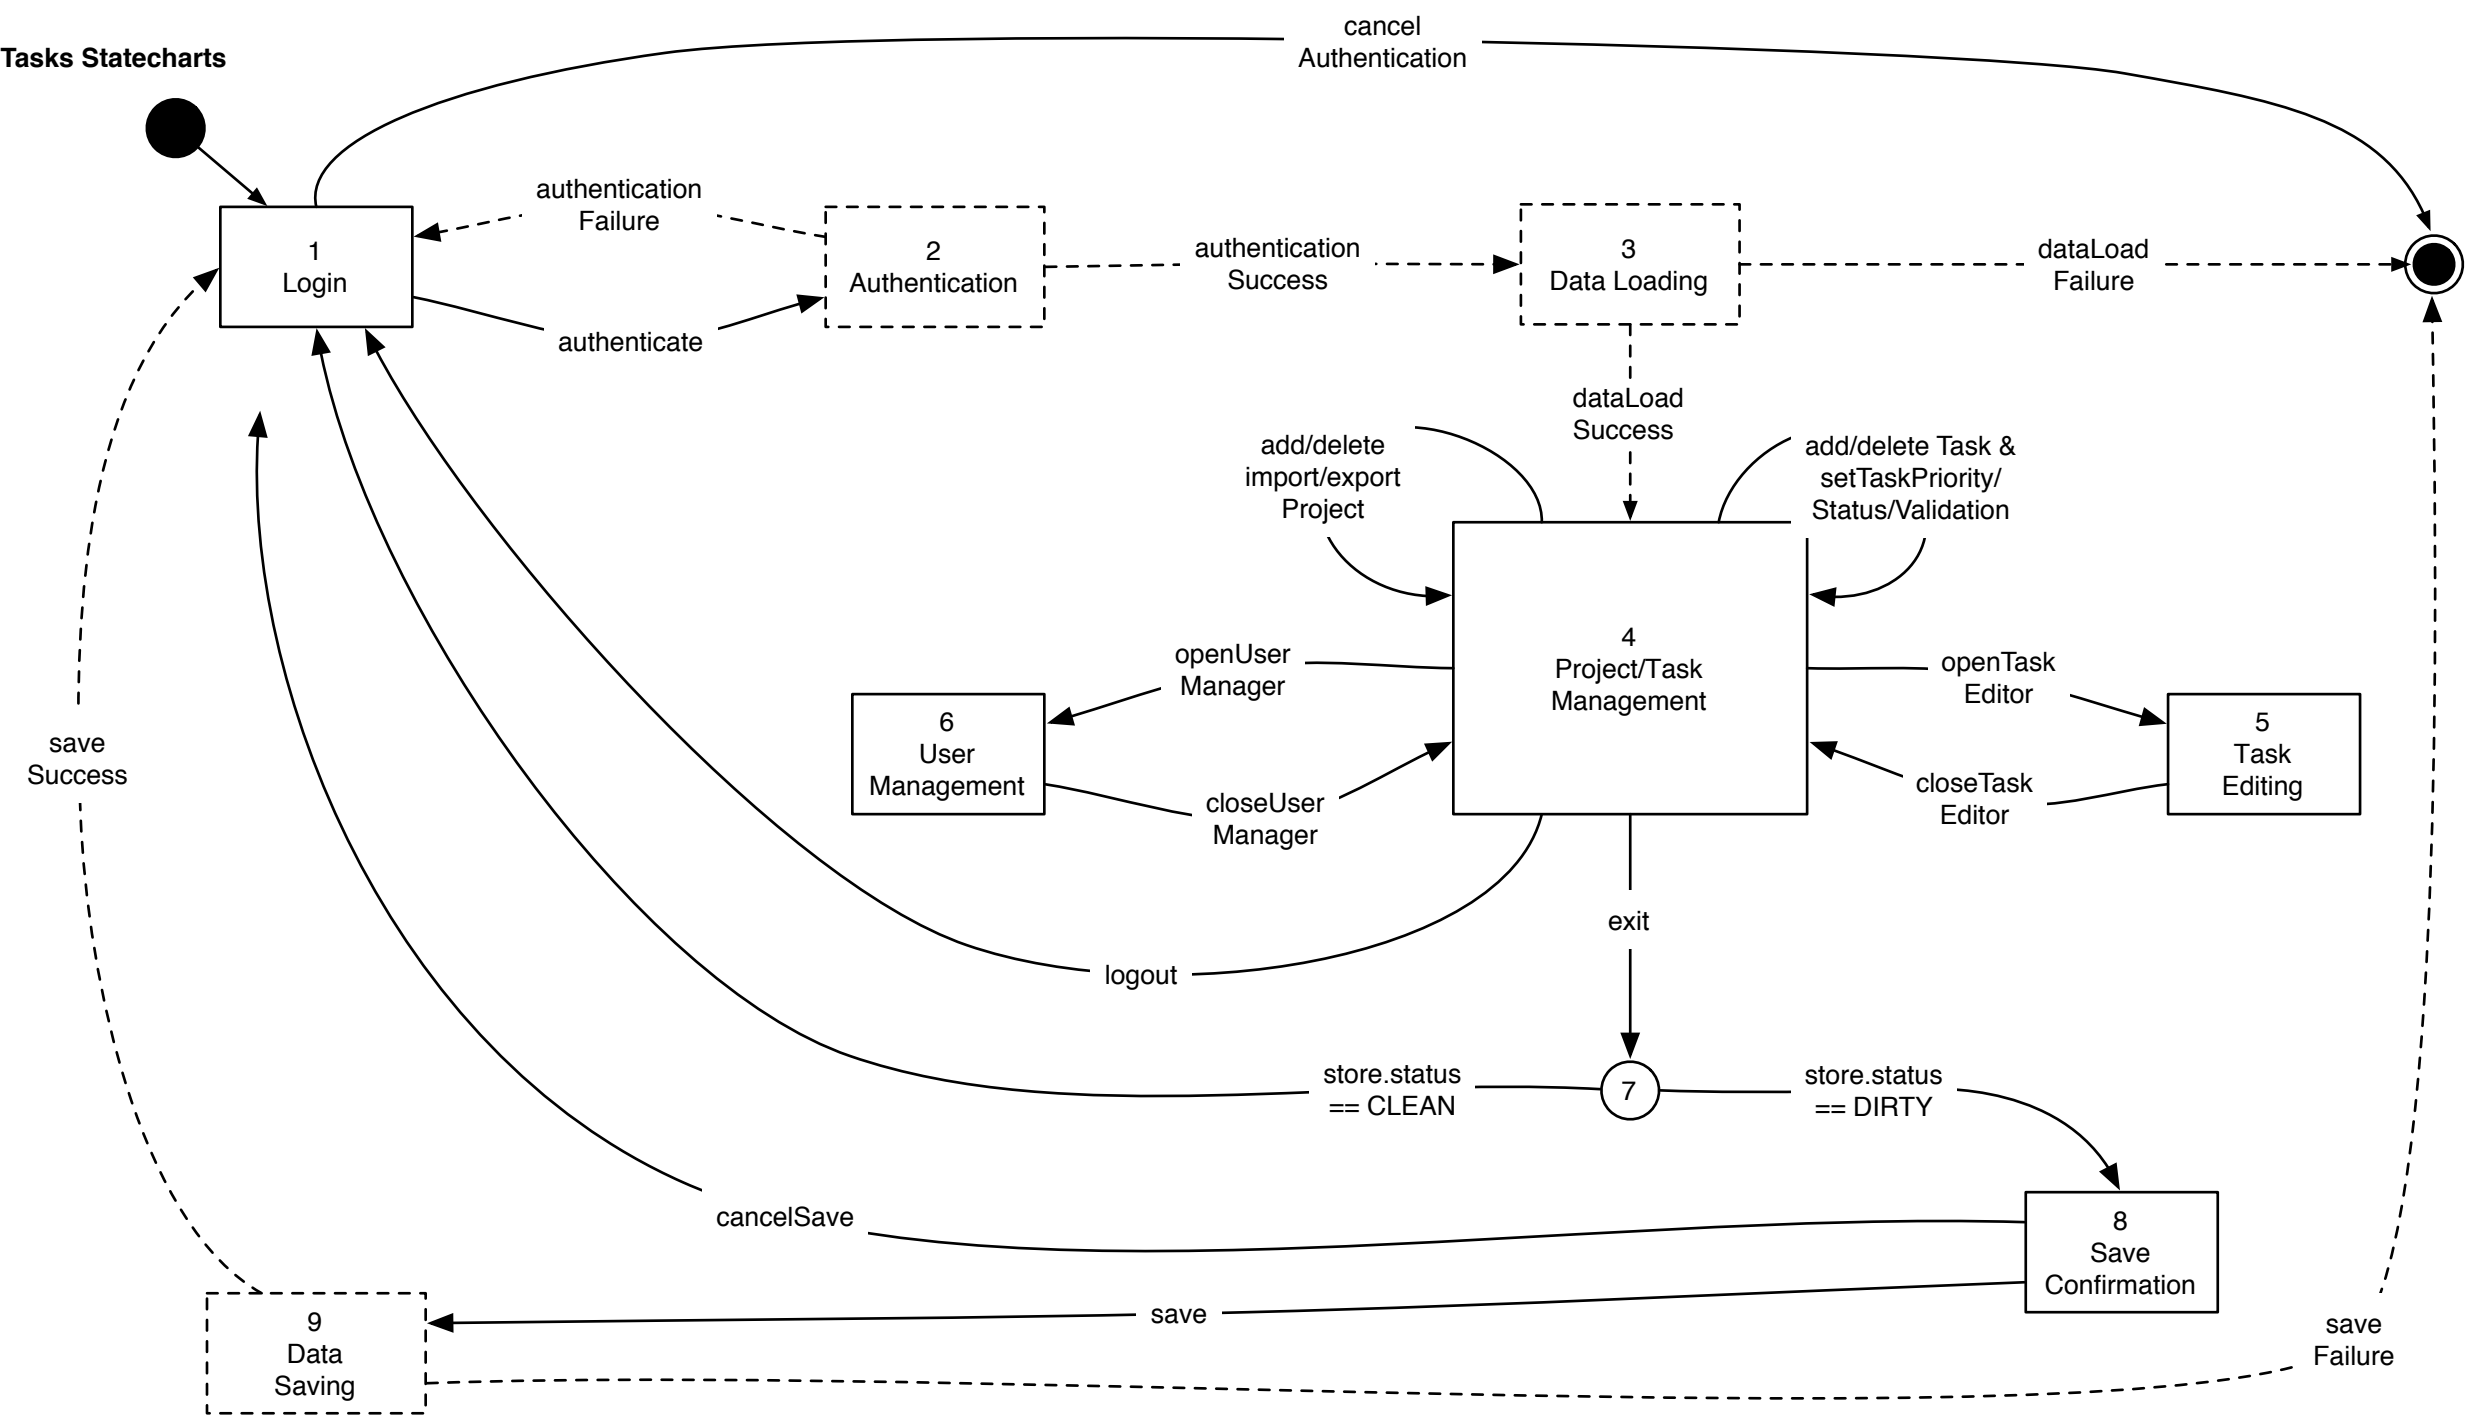 Tasks Statecharts
cancel
Authentication
1
Login
authentication
Failure
authenticate
2
Authentication
authentication
Success
3
Data Loading
dataLoad
Failure
dataLoad
Success
add/delete
import/export
Project
add/delete Task &
setTaskPriority/
Status/Validation
4
Project/Task
Management
openUser
Manager
closeUser
Manager
6
User
Management
openTask
Editor
closeTask
Editor
5
Task
Editing
save
Success
logout
exit
store.status
== CLEAN
7
store.status
== DIRTY
cancelSave
8
Save
Confirmation
save
9
Data
Saving
save
Failure